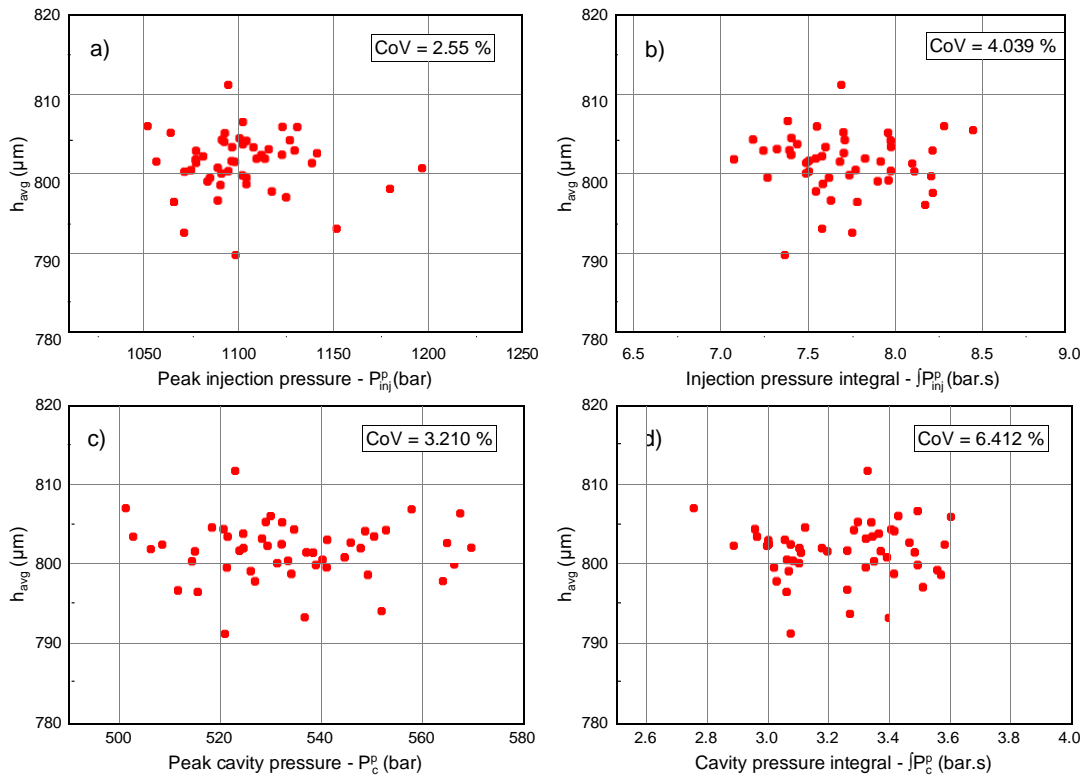 a)
CoV = 2.55 %
820
810
800
790
780
h_avg (µm)
1050 1100 1150 1200 1250
Peak injection pressure - P^p_inj (bar)
b)
CoV = 4.039 %
820
810
800
790
780
h_avg (µm)
6.5 7.0 7.5 8.0 8.5 9.0
Injection pressure integral - ∫P^p_inj (bar.s)
c)
CoV = 3.210 %
820
810
800
790
780
h_avg (µm)
500 520 540 560 580
Peak cavity pressure - P^p_c (bar)
d)
CoV = 6.412 %
820
810
800
790
780
h_avg (µm)
2.6 2.8 3.0 3.2 3.4 3.6 3.8 4.0
Cavity pressure integral - ∫P^p_c (bar.s)